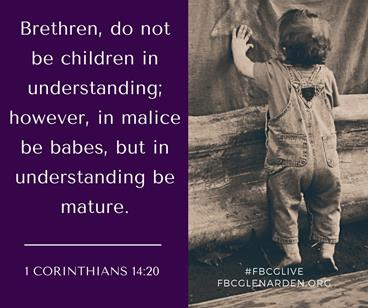 Brethren, do not
be children in
understanding;
however, in malice
be babes, but in
understanding be
mature.
1 CORINTHIANS 14:20
#FBCGLIVE
FBCGLENARDEN.ORG